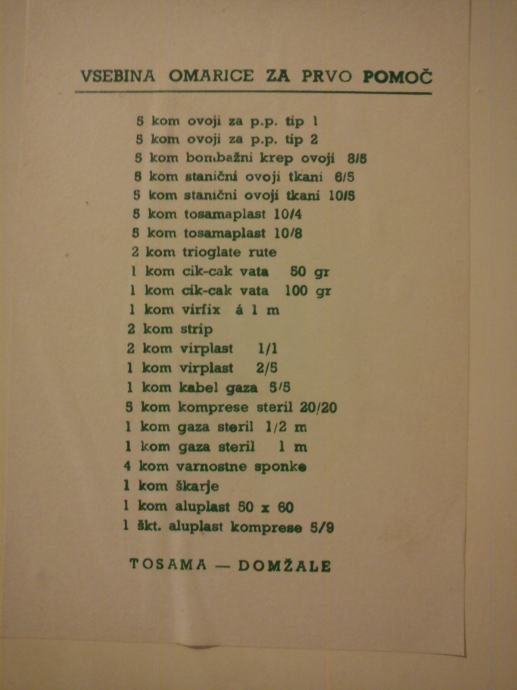 VSEBINA OMARICE ZA PRVO POMOČ
5 kom ovoji za p.p. tip 1
5 kom ovoji za p.p. tip 2
5 kom bombažni krep ovoji 8/5
5 kom stanični ovoji tkani 6/5
5 kom stanični ovoji tkani 10/5
5 kom tosamaplast 10/4
5 kom tosamaplast 10/8
2 kom trioglate rute
1 kom cik-cak vata 50 gr
1 kom cik-cak vata 100 gr
1 kom virfix á 1 m
2 kom strip
2 kom virplast 1/1
1 kom virplast 2/5
1 kom kabel gaza 5/5
5 kom komprese steril 20/20
1 kom gaza steril 1/2 m
1 kom gaza steril 1 m
4 kom varnostne sponke
1 kom škarje
1 kom aluplast 50 x 60
1 škt. aluplast komprese 5/9
TOSAMA — DOMŽALE